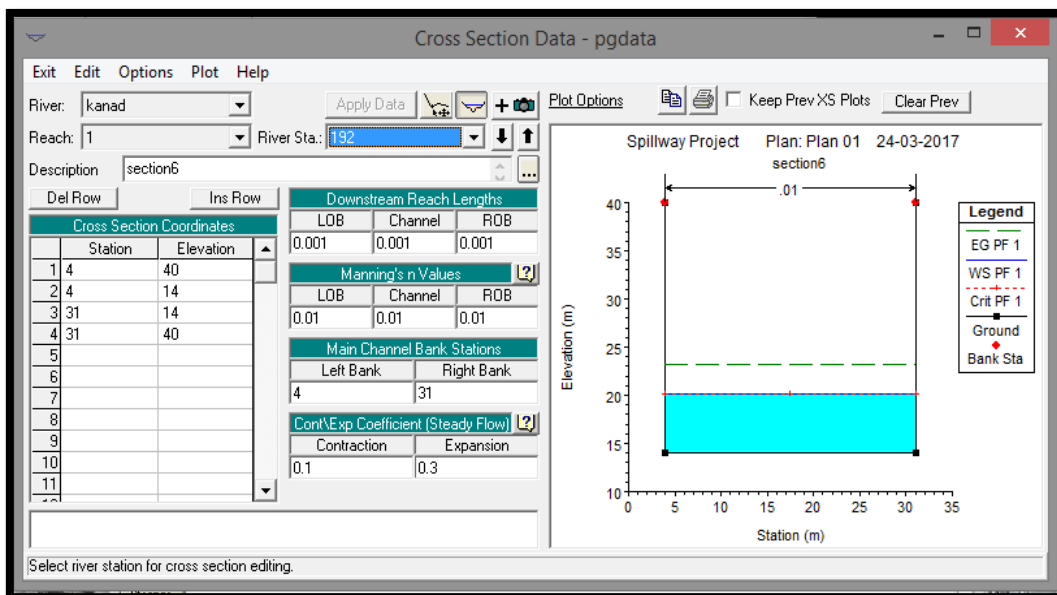 Cross Section Data - pgdata
Exit Edit Options Plot Help
River: kanad Apply Data
Reach: 1 River Sta.: 192
Description section6 ...
Del Row Ins Row
Cross Section Coordinates
Station Elevation
1 4 40
2 4 14
3 31 14
4 31 40
5
6
7
8
9
10
11
Downstream Reach Lengths
LOB Channel ROB
0.001 0.001 0.001
Manning's n Values
LOB Channel ROB
0.01 0.01 0.01
Main Channel Bank Stations
Left Bank Right Bank
4 31
Cont\Exp Coefficient (Steady Flow)
Contraction Expansion
0.1 0.3
Plot Options Keep Prev XS Plots Clear Prev
Spillway Project Plan: Plan 01 24-03-2017
section6
.01
40
35
30
25
20
15
10
Elevation (m)
0 5 10 15 20 25 30 35
Station (m)
Legend
EG PF 1
WS PF 1
Crit PF 1
Ground
Bank Sta
Select river station for cross section editing.